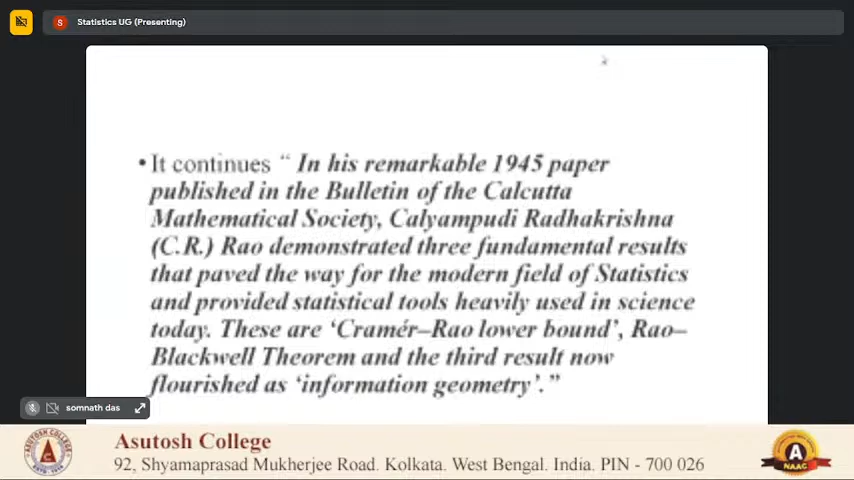 S Statistics UG (Presenting)
• It continues “ In his remarkable 1945 paper
published in the Bulletin of the Calcutta
Mathematical Society, Calyampudi Radhakrishna
(C.R.) Rao demonstrated three fundamental results
that paved the way for the modern field of Statistics
and provided statistical tools heavily used in science
today. These are ‘Cramér–Rao lower bound’, Rao–
Blackwell Theorem and the third result now
flourished as ‘information geometry’.”
somnath das
Asutosh College
92, Shyamaprasad Mukherjee Road. Kolkata. West Bengal. India. PIN - 700 026
ASUTOSH COLLEGE
A
NAAC